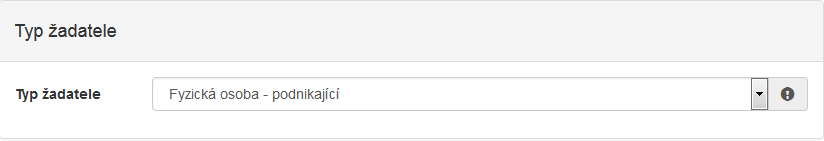 Typ žadatele
Typ žadatele Fyzická osoba - podnikající